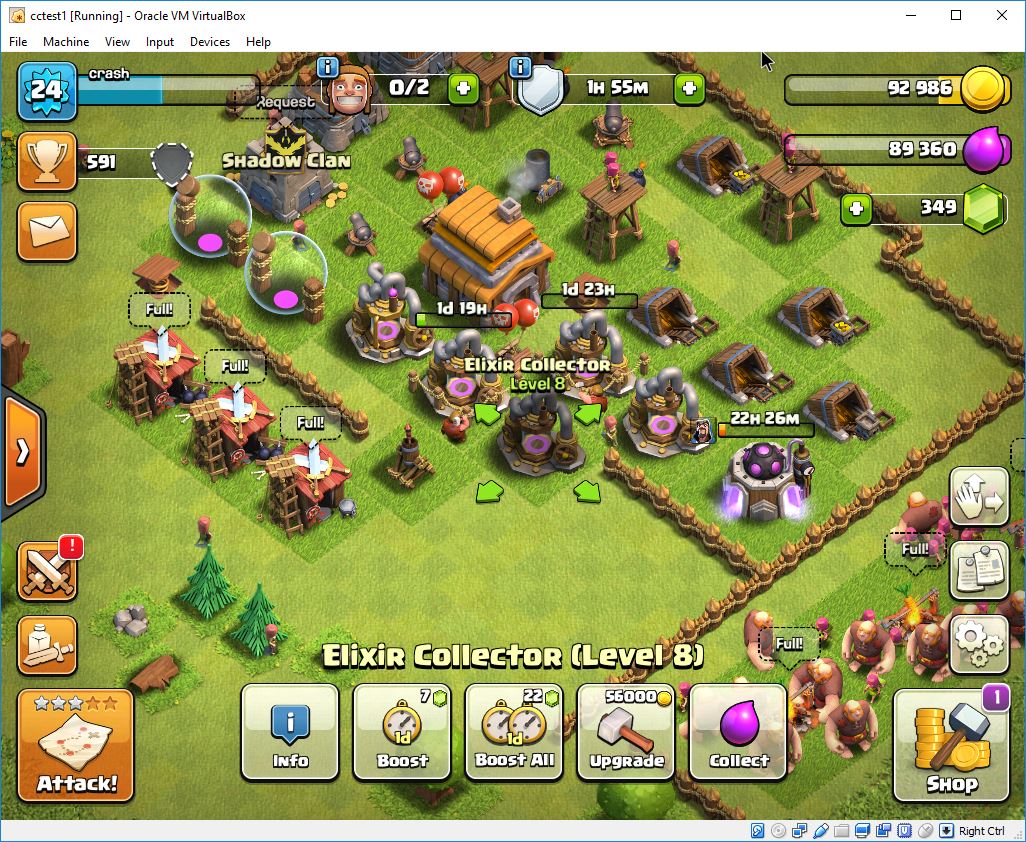 cctest1 [Running] - Oracle VM VirtualBox
File Machine View Input Devices Help
24
crash
Request
0/2
1h 55m
92 986
591
Shadow Clan
89 360
349
1d 23h
1d 19h
Full!
Full!
Full!
Elixir Collector
Level 8
22h 26m
Full!
Full!
Elixir Collector (Level 8)
Attack!
Info
7
1d
Boost
22
1d
Boost All
56000
Upgrade
Collect
1
Shop
Right Ctrl